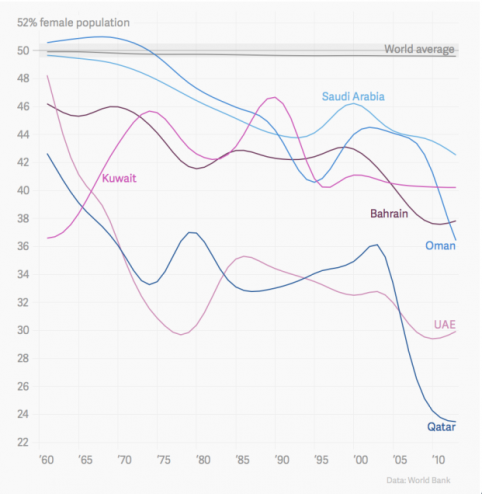 52% female population
50
World average
48
46
Saudi Arabia
44
42
Kuwait
40
Bahrain
38
Oman
36
34
32
UAE
30
28
26
24
Qatar
22
'60 '65 '70 '75 '80 '85 '90 '95 '00 '05 '10
Data: World Bank